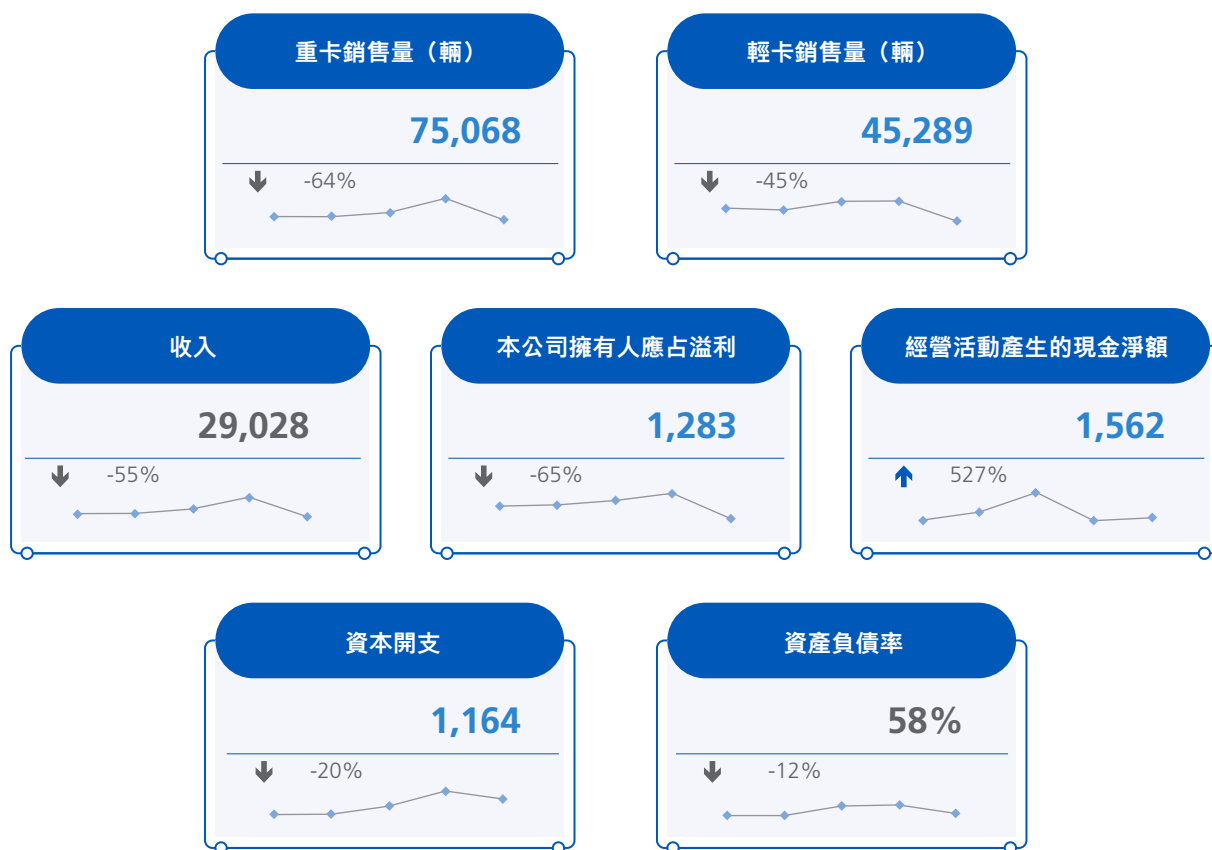 重卡銷售量（輛）
75,068
-64%
輕卡銷售量（輛）
45,289
-45%
收入
29,028
-55%
本公司擁有人應占溢利
1,283
-65%
經營活動產生的現金淨額
1,562
527%
資本開支
1,164
-20%
資產負債率
58%
-12%